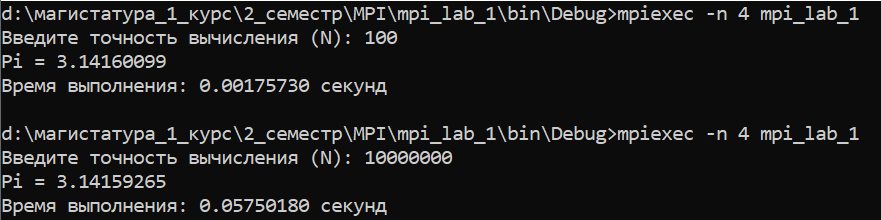 d:\магистатура_1_курс\2_семестр\MPI\mpi_lab_1\bin\Debug>mpiexec -n 4 mpi_lab_1
Введите точность вычисления (N): 100
Pi = 3.14160099
Время выполнения: 0.00175730 секунд
d:\магистатура_1_курс\2_семестр\MPI\mpi_lab_1\bin\Debug>mpiexec -n 4 mpi_lab_1
Введите точность вычисления (N): 10000000
Pi = 3.14159265
Время выполнения: 0.05750180 секунд